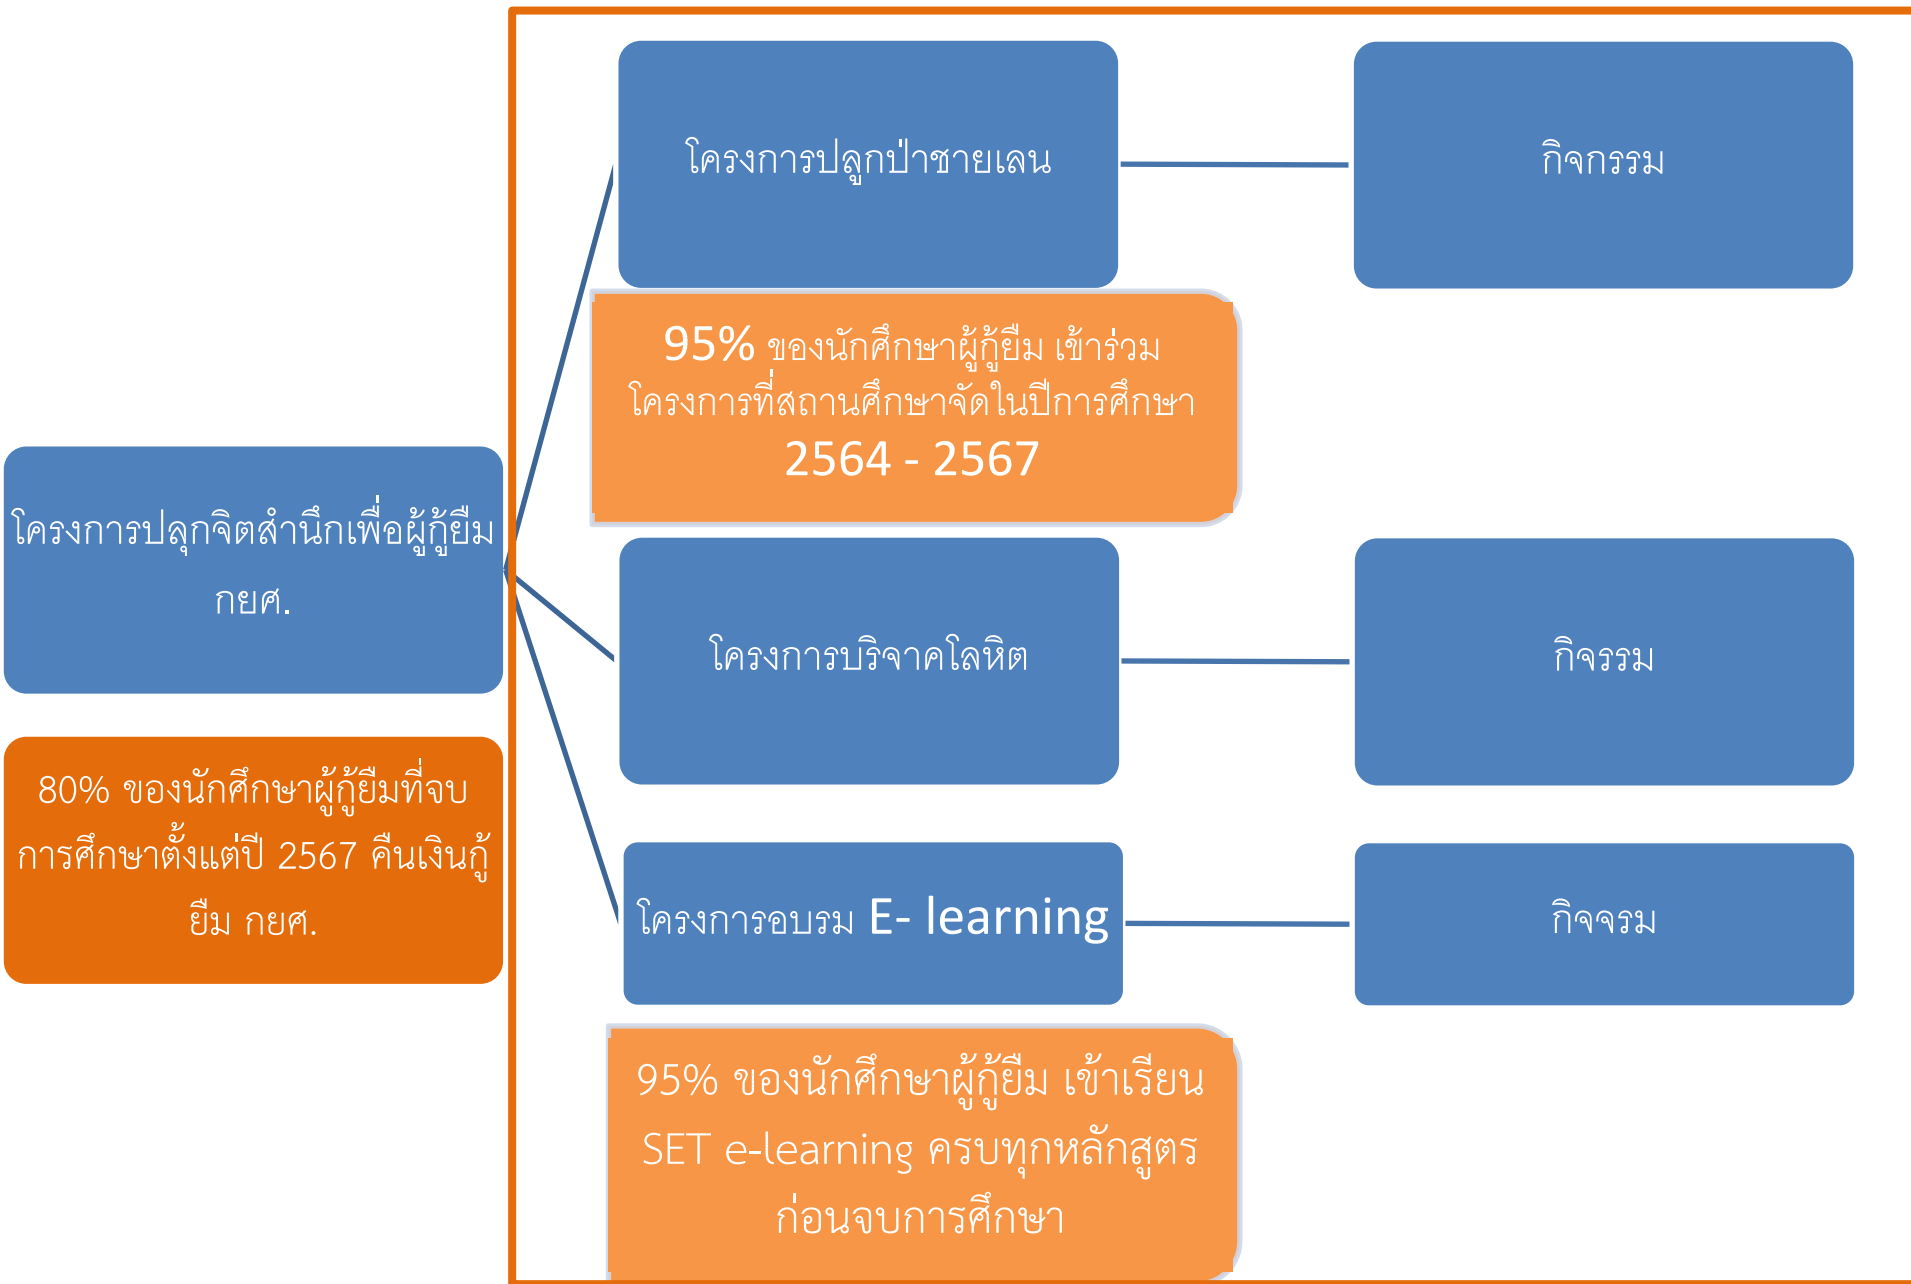 โครงการปลูกป่าชายเลน
กิจกรรม
95% ของนักศึกษาผู้กู้ยืม เข้าร่วม
โครงการที่สถานศึกษาจัดในปีการศึกษา
2564 - 2567
โครงการปลุกจิตสำนึกเพื่อผู้กู้ยืม
กยศ.
80% ของนักศึกษาผู้กู้ยืมที่จบ
การศึกษาตั้งแต่ปี 2567 คืนเงินกู้
ยืม กยศ.
โครงการบริจาคโลหิต
กิจรรม
โครงการอบรม E- learning
กิจจรม
95% ของนักศึกษาผู้กู้ยืม เข้าเรียน
SET e-learning ครบทุกหลักสูตร
ก่อนจบการศึกษา